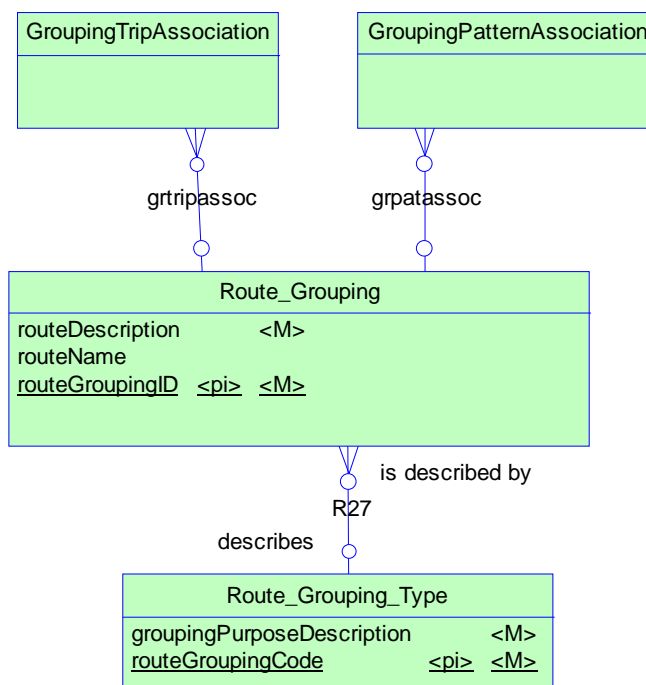 GroupingTripAssociation
GroupingPatternAssociation
grtripassoc
grpatassoc
Route_Grouping
routeDescription <M>
routeName
routeGroupingID <pi> <M>
is described by
R27
describes
Route_Grouping_Type
groupingPurposeDescription <M>
routeGroupingCode <pi> <M>